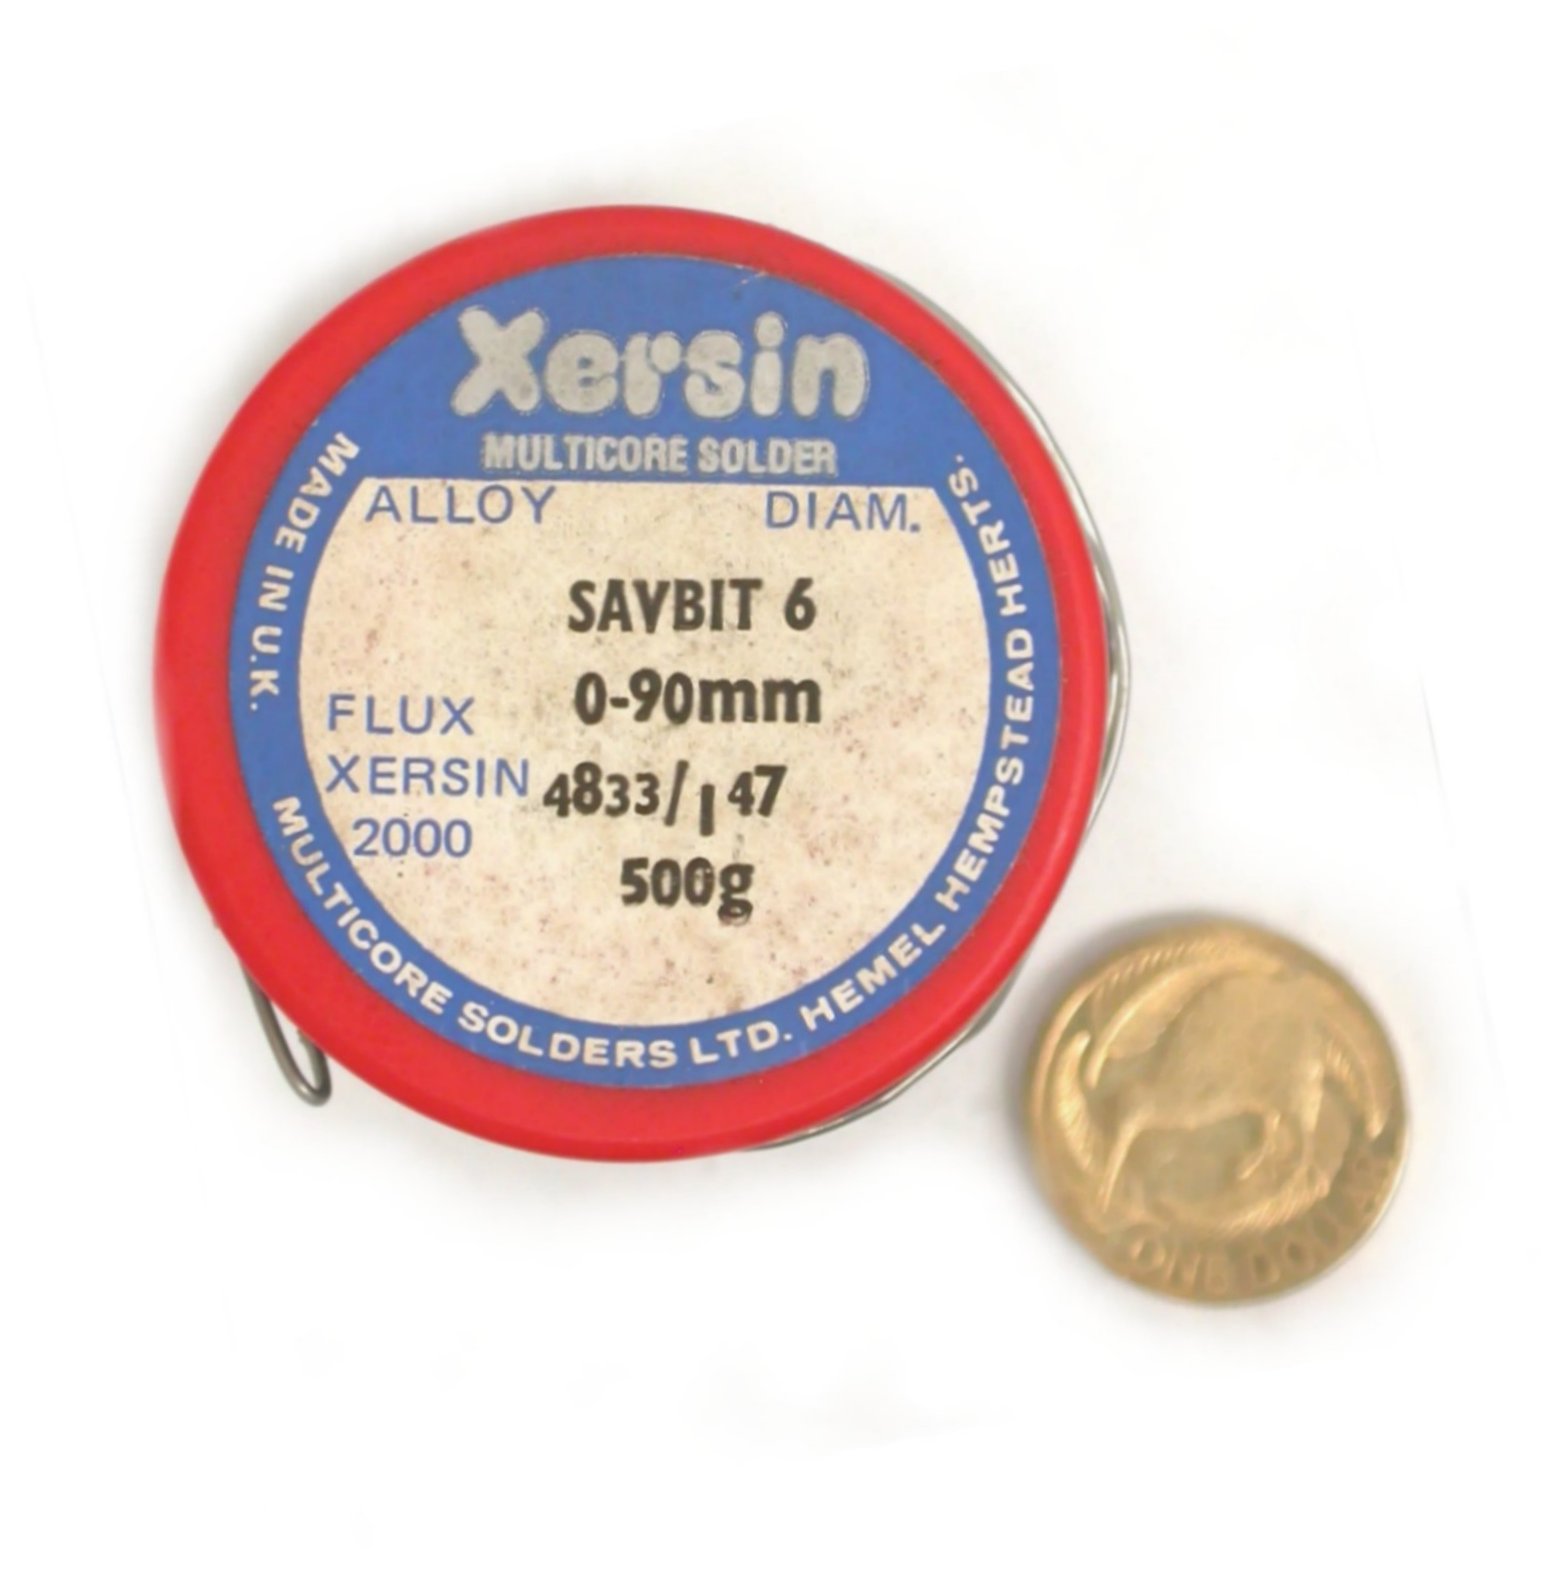 Xersin
MULTICORE SOLDER
ALLOY DIAM.
SAVBIT 6
0-90mm
FLUX
XERSIN 4833/147
2000
500g
MADE IN U.K.
MULTICORE SOLDERS LTD. HEMEL HEMPSTEAD HERTS.
ONE DOLLAR